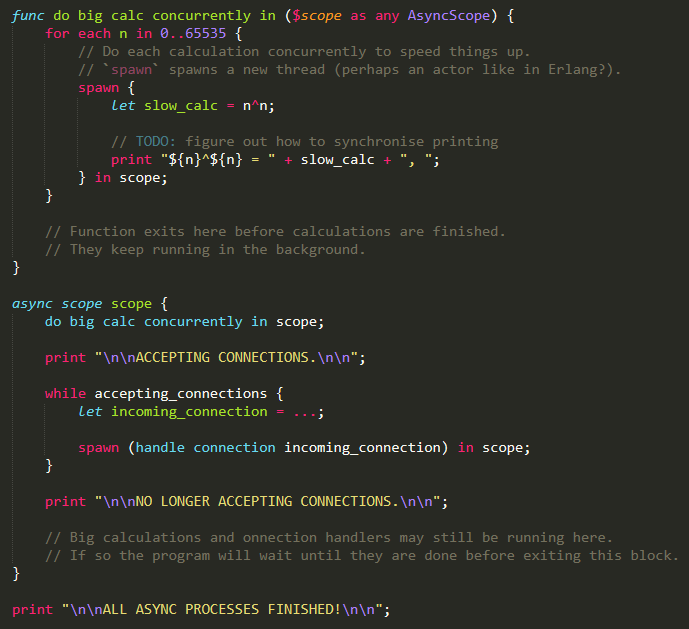 func do big calc concurrently in ($scope as any AsyncScope) {
    for each n in 0..65535 {
        // Do each calculation concurrently to speed things up.
        // `spawn` spawns a new thread (perhaps an actor like in Erlang?).
        spawn {
            let slow_calc = n^n;

            // TODO: figure out how to synchronise printing
            print "${n}^${n} = " + slow_calc + ", ";
        } in scope;
    }

    // Function exits here before calculations are finished.
    // They keep running in the background.
}

async scope scope {
    do big calc concurrently in scope;

    print "\n\nACCEPTING CONNECTIONS.\n\n";

    while accepting_connections {
        let incoming_connection = ...;

        spawn (handle connection incoming_connection) in scope;
    }

    print "\n\nNO LONGER ACCEPTING CONNECTIONS.\n\n";

    // Big calculations and onnection handlers may still be running here.
    // If so the program will wait until they are done before exiting this block.
}

print "\n\nALL ASYNC PROCESSES FINISHED!\n\n";